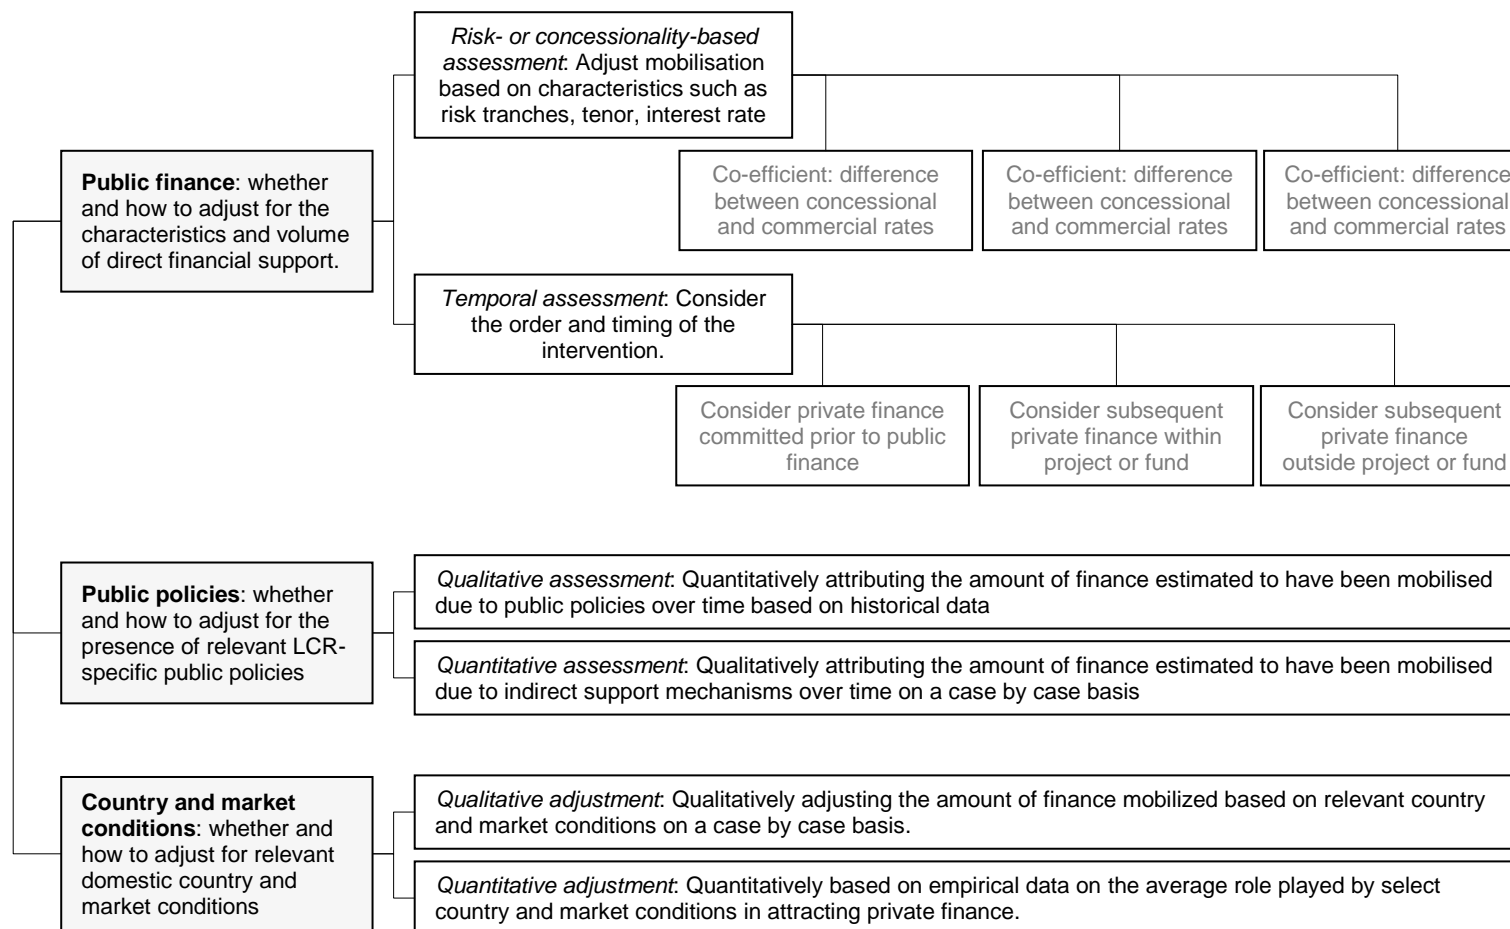 Risk- or concessionality-based
assessment: Adjust mobilisation
based on characteristics such as
risk tranches, tenor, interest rate
Public finance: whether
and how to adjust for the
characteristics and volume
of direct financial support.
Co-efficient: difference
between concessional
and commercial rates
Co-efficient: difference
between concessional
and commercial rates
Co-efficient: difference
between concessional
and commercial rates
Temporal assessment: Consider
the order and timing of the
intervention.
Consider private finance
committed prior to public
finance
Consider subsequent
private finance within
project or fund
Consider subsequent
private finance
outside project or fund
Public policies: whether
and how to adjust for the
presence of relevant LCR-
specific public policies
Qualitative assessment: Quantitatively attributing the amount of finance estimated to have been mobilised
due to public policies over time based on historical data
Quantitative assessment: Qualitatively attributing the amount of finance estimated to have been mobilised
due to indirect support mechanisms over time on a case by case basis
Country and market
conditions: whether and
how to adjust for relevant
domestic country and
market conditions
Qualitative adjustment: Qualitatively adjusting the amount of finance mobilized based on relevant country
and market conditions on a case by case basis.
Quantitative adjustment: Quantitatively based on empirical data on the average role played by select
country and market conditions in attracting private finance.